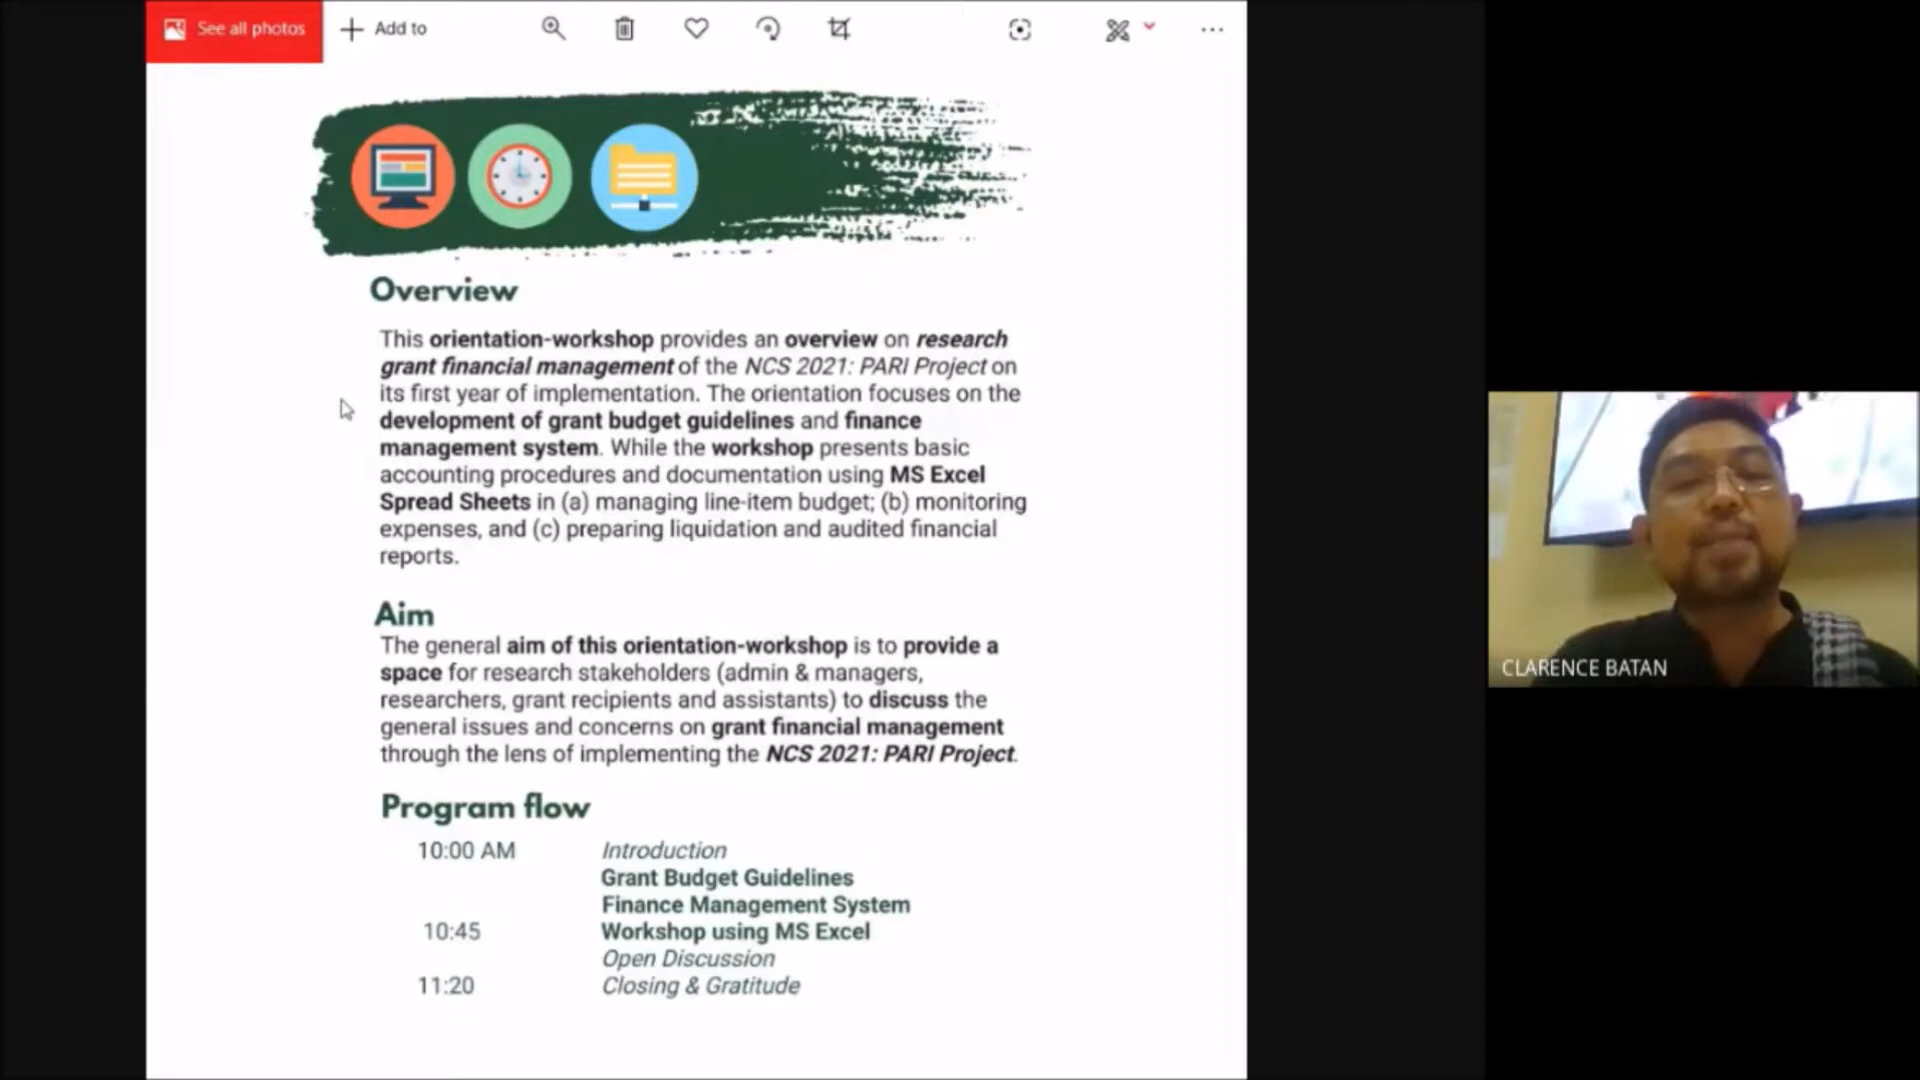 See all photos
Add to
Overview
This orientation-workshop provides an overview on research
grant financial management of the NCS 2021: PARI Project on
its first year of implementation. The orientation focuses on the
development of grant budget guidelines and finance
management system. While the workshop presents basic
accounting procedures and documentation using MS Excel
Spread Sheets in (a) managing line-item budget; (b) monitoring
expenses, and (c) preparing liquidation and audited financial
reports.
Aim
The general aim of this orientation-workshop is to provide a
space for research stakeholders (admin & managers,
researchers, grant recipients and assistants) to discuss the
general issues and concerns on grant financial management
through the lens of implementing the NCS 2021: PARI Project.
Program flow
10:00 AM Introduction
Grant Budget Guidelines
Finance Management System
10:45 Workshop using MS Excel
Open Discussion
11:20 Closing & Gratitude
CLARENCE BATAN